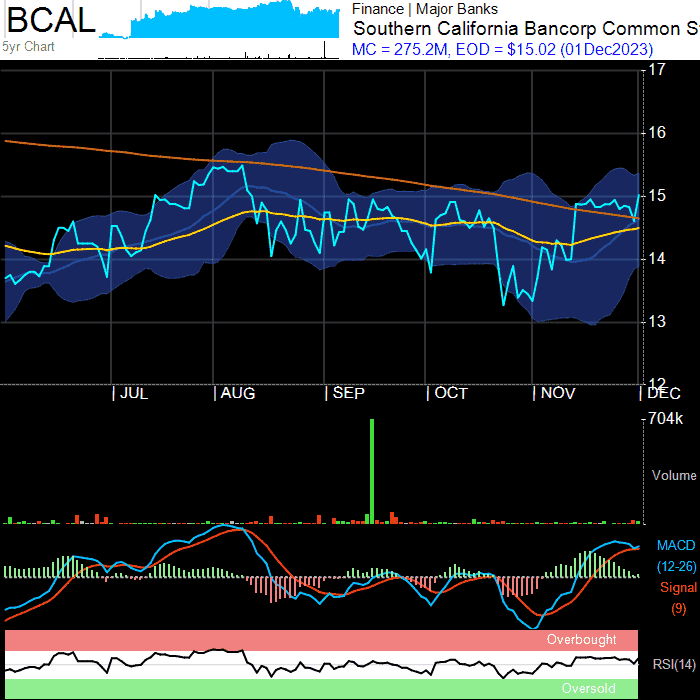 BCAL
5yr Chart
Finance | Major Banks
Southern California Bancorp Common S
MC = 275.2M, EOD = $15.02 (01Dec2023)
17
16
15
14
13
12
JUL AUG SEP OCT NOV DEC
704k
Volume
MACD
(12-26)
Signal
(9)
Overbought
RSI(14)
Oversold